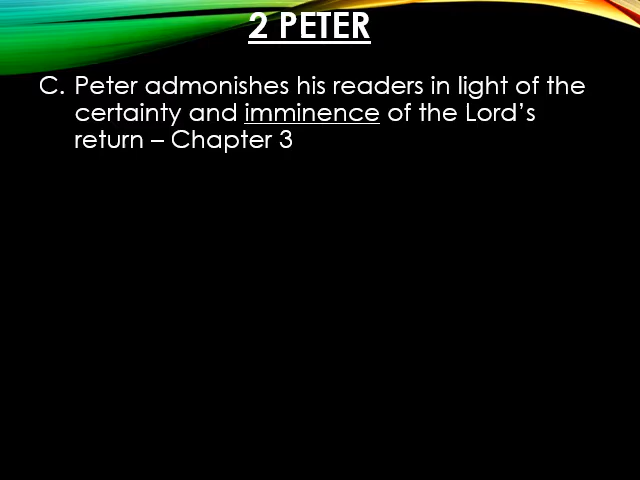 2 PETER
C. Peter admonishes his readers in light of the
certainty and imminence of the Lord’s
return – Chapter 3